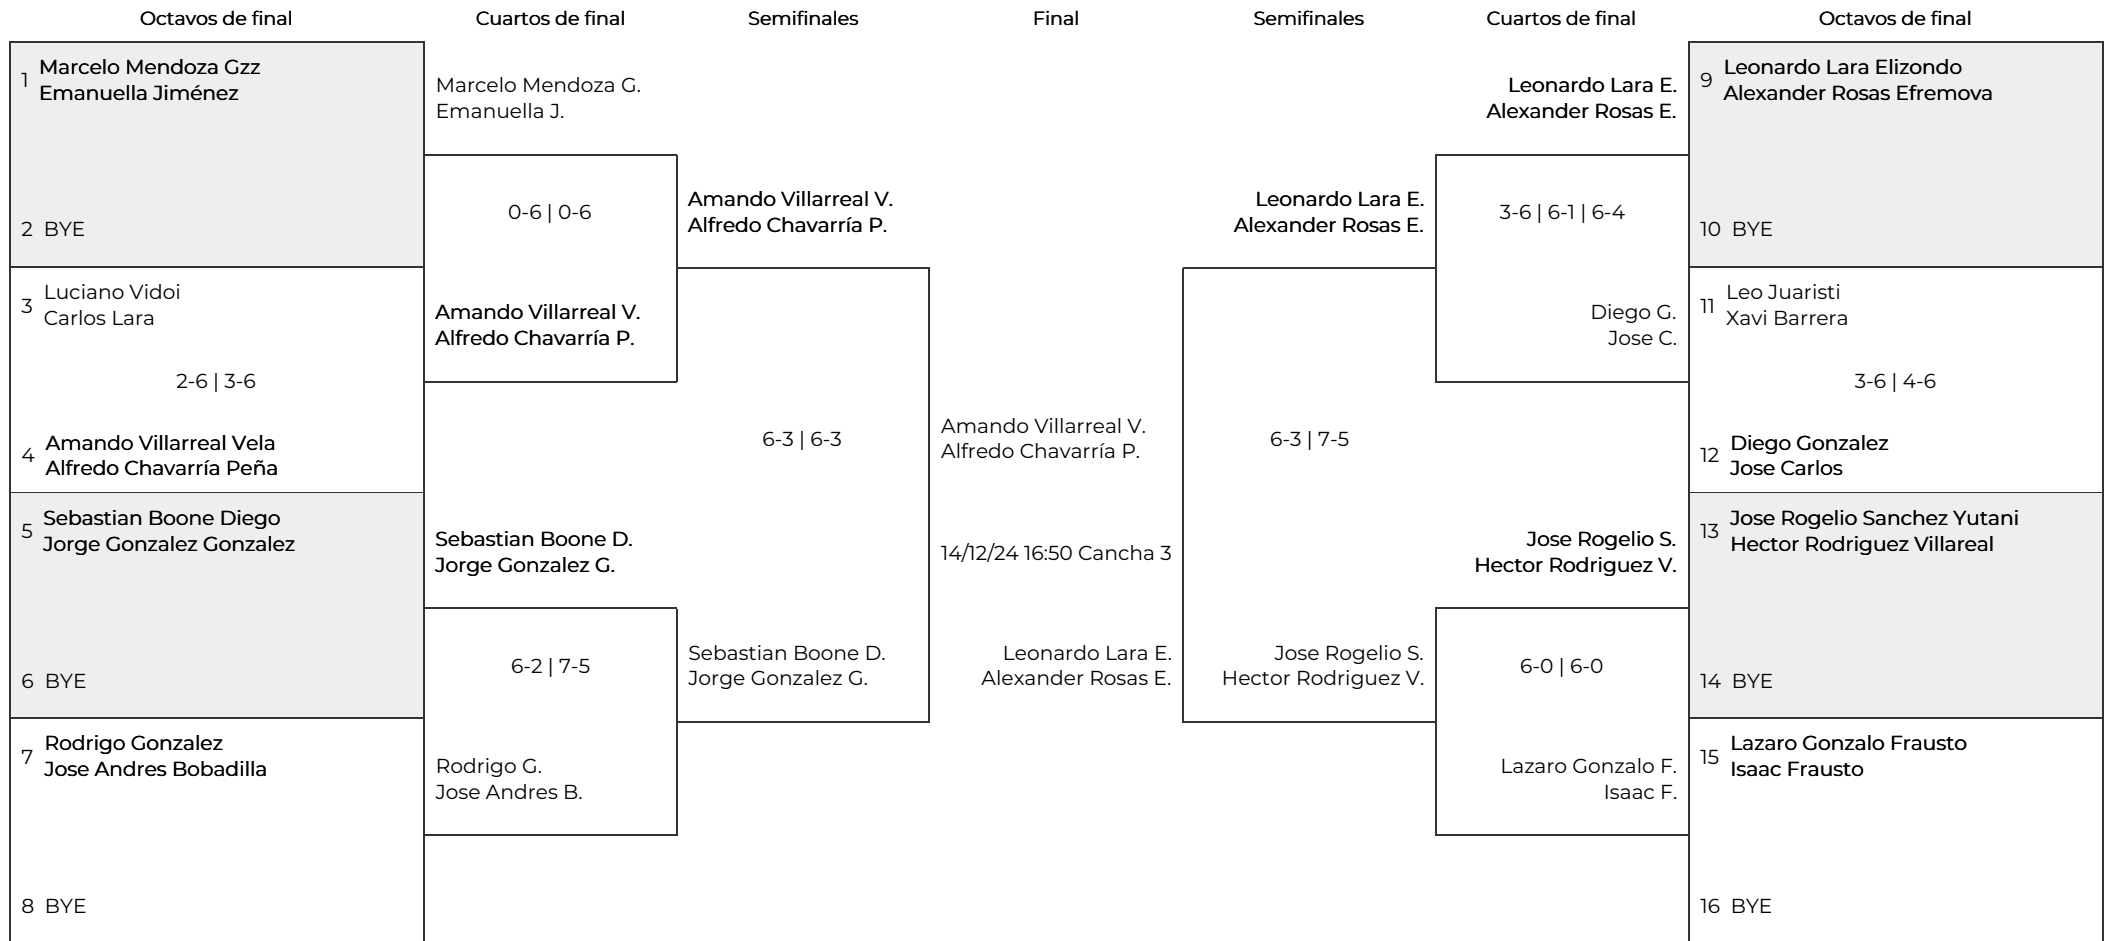 Octavos de final
Cuartos de final
Semifinales
Final
Semifinales
Cuartos de final
Octavos de final
1
Marcelo Mendoza Gzz
Emanuella Jiménez
2 BYE
3
Luciano Vidoi
Carlos Lara
2-6 | 3-6
4
Amando Villarreal Vela
Alfredo Chavarría Peña
5
Sebastian Boone Diego
Jorge Gonzalez Gonzalez
6 BYE
7
Rodrigo Gonzalez
Jose Andres Bobadilla
8 BYE
Marcelo Mendoza G.
Emanuella J.
0-6 | 0-6
Amando Villarreal V.
Alfredo Chavarría P.
Sebastian Boone D.
Jorge Gonzalez G.
6-2 | 7-5
Rodrigo G.
Jose Andres B.
Amando Villarreal V.
Alfredo Chavarría P.
6-3 | 6-3
Sebastian Boone D.
Jorge Gonzalez G.
Amando Villarreal V.
Alfredo Chavarría P.
14/12/24 16:50 Cancha 3
Leonardo Lara E.
Alexander Rosas E.
Leonardo Lara E.
Alexander Rosas E.
6-3 | 7-5
Jose Rogelio S.
Hector Rodriguez V.
Leonardo Lara E.
Alexander Rosas E.
3-6 | 6-1 | 6-4
Diego G.
Jose C.
Jose Rogelio S.
Hector Rodriguez V.
6-0 | 6-0
Lazaro Gonzalo F.
Isaac F.
9
Leonardo Lara Elizondo
Alexander Rosas Efremova
10 BYE
11
Leo Juaristi
Xavi Barrera
3-6 | 4-6
12
Diego Gonzalez
Jose Carlos
13
Jose Rogelio Sanchez Yutani
Hector Rodriguez Villareal
14 BYE
15
Lazaro Gonzalo Frausto
Isaac Frausto
16 BYE